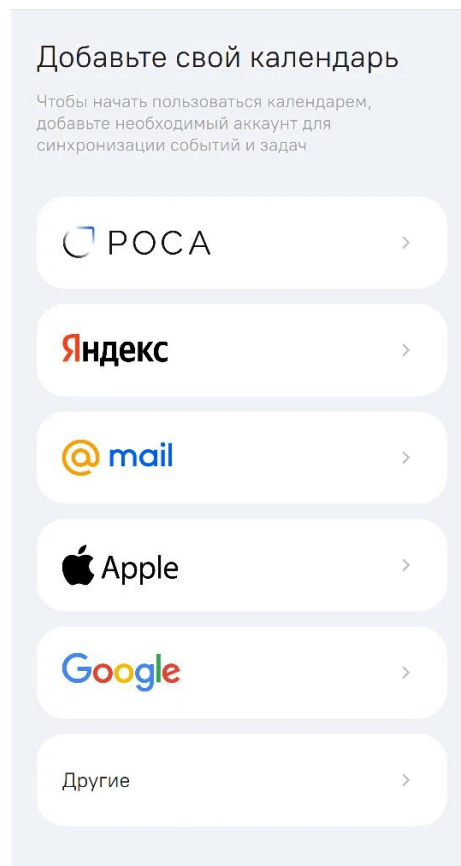 Добавьте свой календарь
Чтобы начать пользоваться календарем,
добавьте необходимый аккаунт для
синхронизации событий и задач
РОСА
Яндекс
@ mail
Apple
Google
Другие